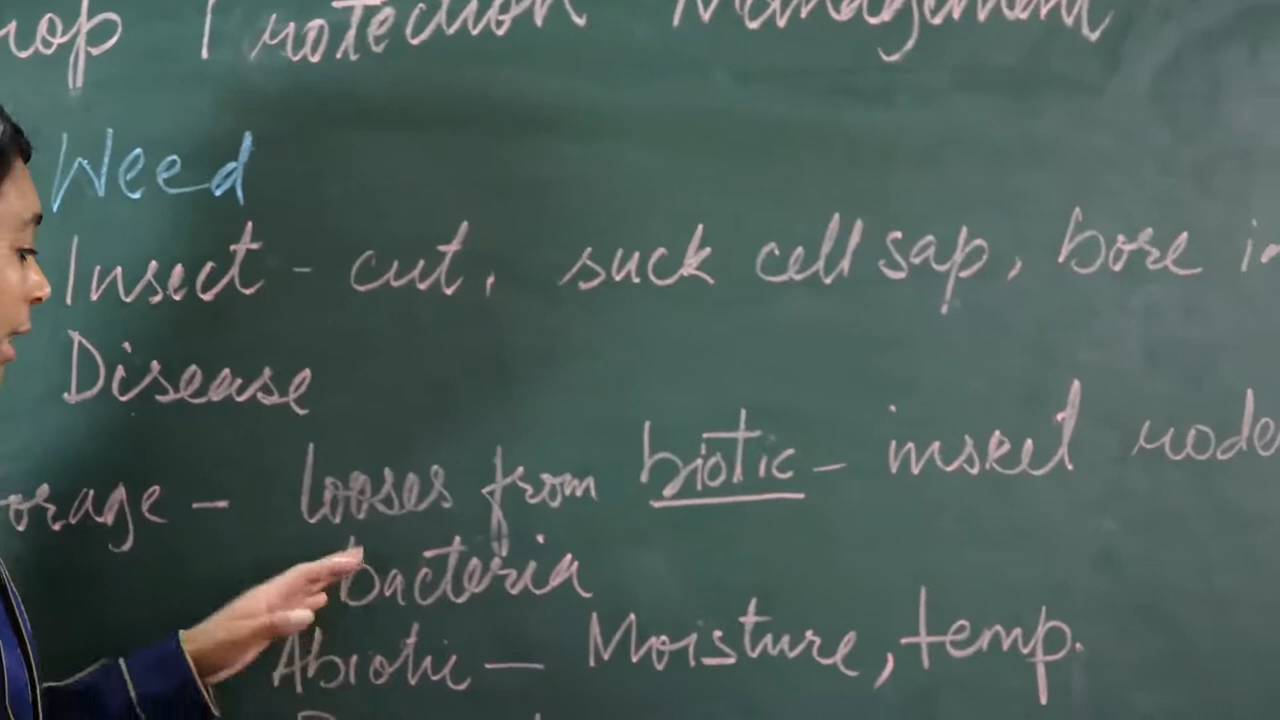 rop Protection Management
Weed
Insect - cut, suck cell sap, bore in
Disease
orage - looses from biotic - insect rode
bacteria
Abiotic - Moisture, temp.